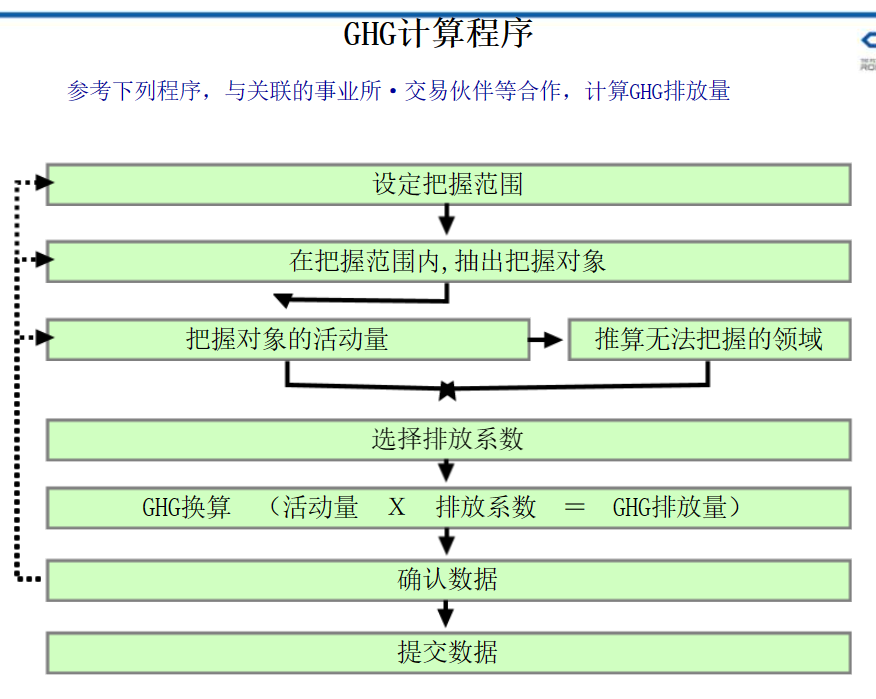 GHG计算程序
参考下列程序，与关联的事业所·交易伙伴等合作，计算GHG排放量
设定把握范围
在把握范围内,抽出把握对象
把握对象的活动量
推算无法把握的领域
选择排放系数
GHG换算 （活动量 X 排放系数 ＝ GHG排放量）
确认数据
提交数据